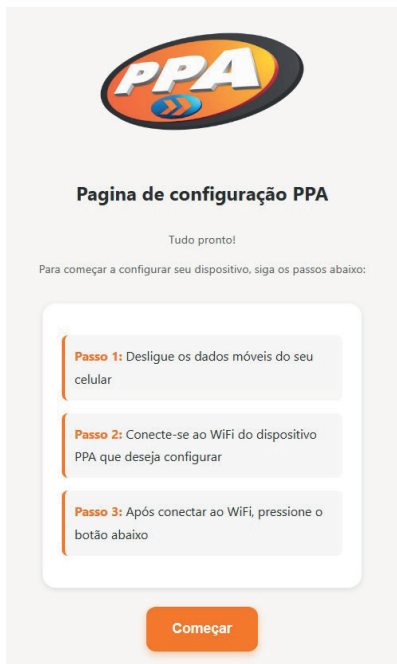 PPA
Pagina de configuração PPA
Tudo pronto!
Para começar a configurar seu dispositivo, siga os passos abaixo:
Passo 1: Desligue os dados móveis do seu
celular
Passo 2: Conecte-se ao WiFi do dispositivo
PPA que deseja configurar
Passo 3: Após conectar ao WiFi, pressione o
botão abaixo
Começar